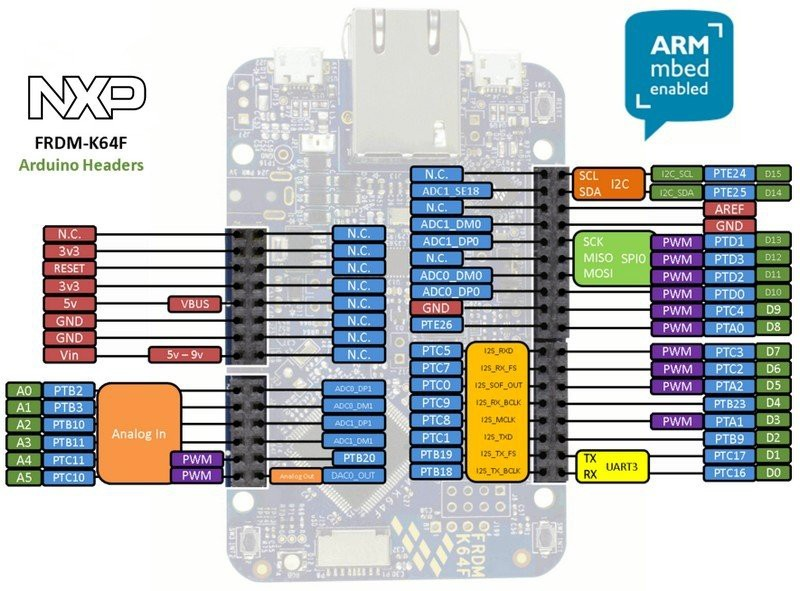 NXP
FRDM-K64F
Arduino Headers
ARM
mbed
enabled
N.C. SCL I2C_SCL PTE24 D15
ADC1_SE18 SDA I2C I2C_SDA PTE25 D14
N.C. AREF
ADC1_DM0 GND
N.C. N.C. ADC1_DP0 SCK PWM PTD1 D13
3v3 N.C. N.C. MISO SPI0 PWM PTD3 D12
RESET N.C. ADC0_DM0 MOSI PWM PTD2 D11
3v3 N.C. ADC0_DP0 PWM PTD0 D10
5v VBUS N.C. GND PWM PTC4 D9
GND N.C. PTE26 PWM PTA0 D8
GND N.C.
Vin 5v – 9v N.C. PTC5 I2S_RXD PWM PTC3 D7
PTC7 I2S_RX_FS PWM PTC2 D6
A0 PTB2 ADC0_DP1 PTC0 I2S_SOF_OUT PWM PTA2 D5
A1 PTB3 ADC0_DM1 PTC9 I2S_RX_BCLK PTB23 D4
A2 PTB10 Analog In ADC1_DP1 PTC8 I2S_MCLK PWM PTA1 D3
A3 PTB11 ADC1_DM1 PTC1 I2S_TXD PTB9 D2
A4 PTC11 PWM PTB20 PTB19 I2S_TX_FS TX UART3 PTC17 D1
A5 PTC10 PWM Analog Out DAC0_OUT PTB18 I2S_TX_BCLK RX PTC16 D0
K64F
FRDM
K64F